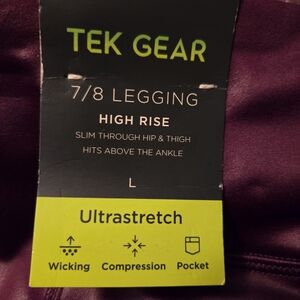 TEK GEAR
7/8 LEGGING
HIGH RISE
SLIM THROUGH HIP & THIGH
HITS ABOVE THE ANKLE
L
Ultrastretch
Wicking Compression Pocket